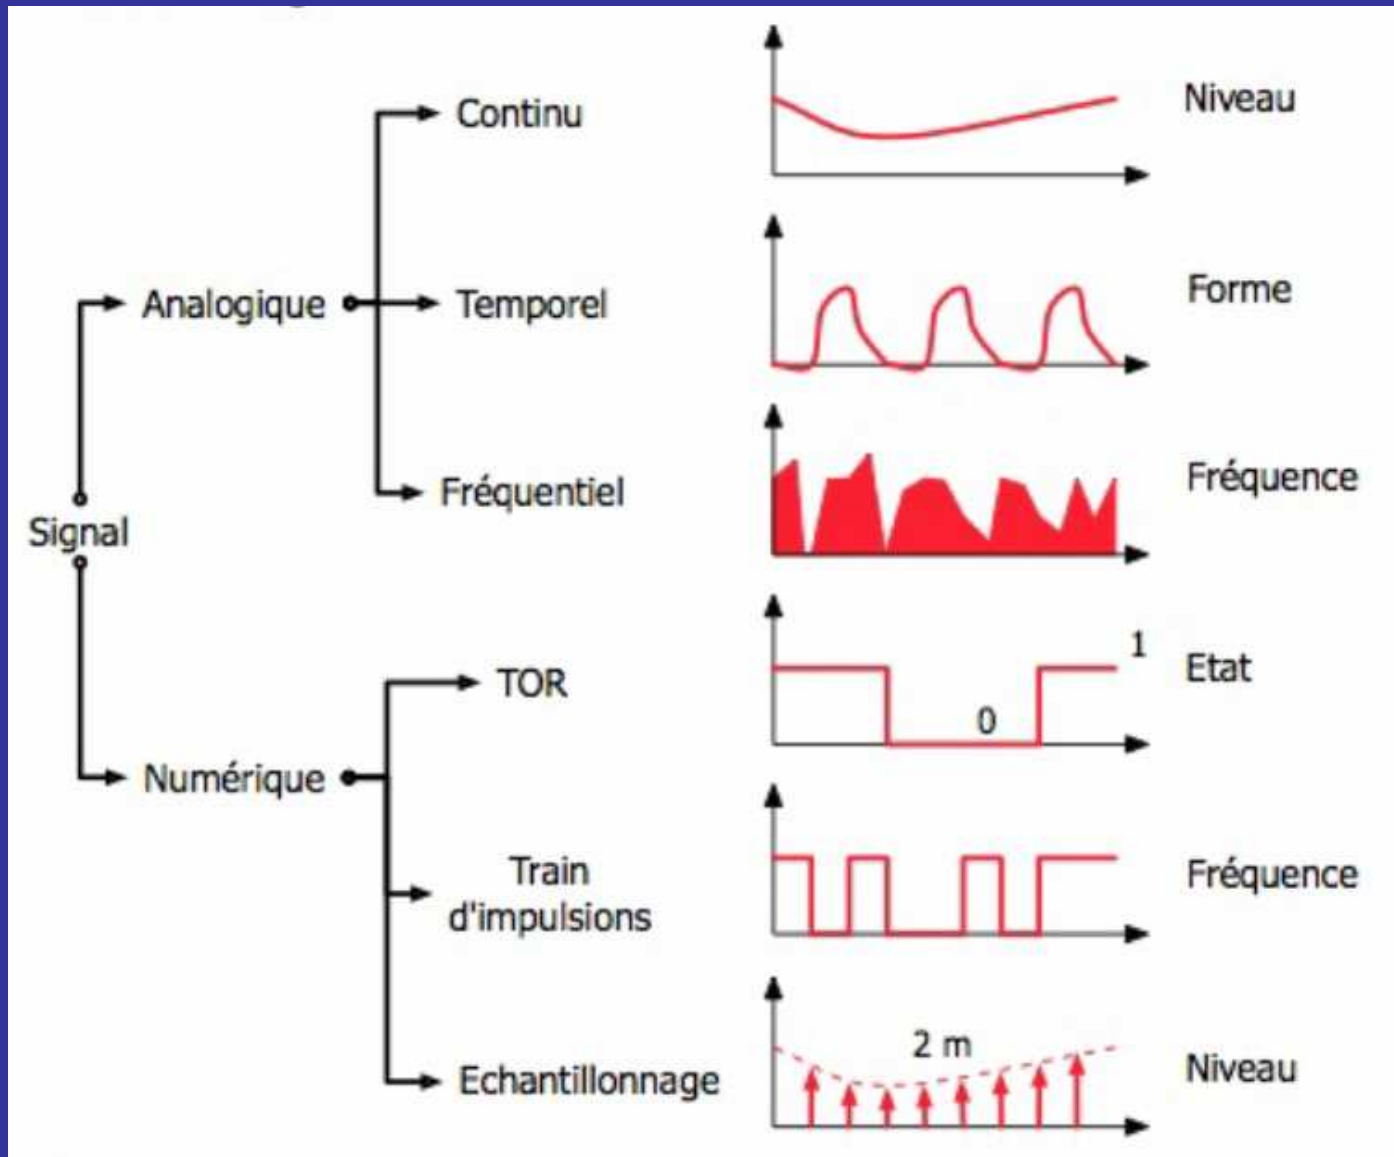 Continu
Niveau
Analogique
Temporel
Forme
Fréquentiel
Fréquence
Signal
TOR
1
0
Etat
Numérique
Train
d'impulsions
Fréquence
Echantillonnage
2 m
Niveau